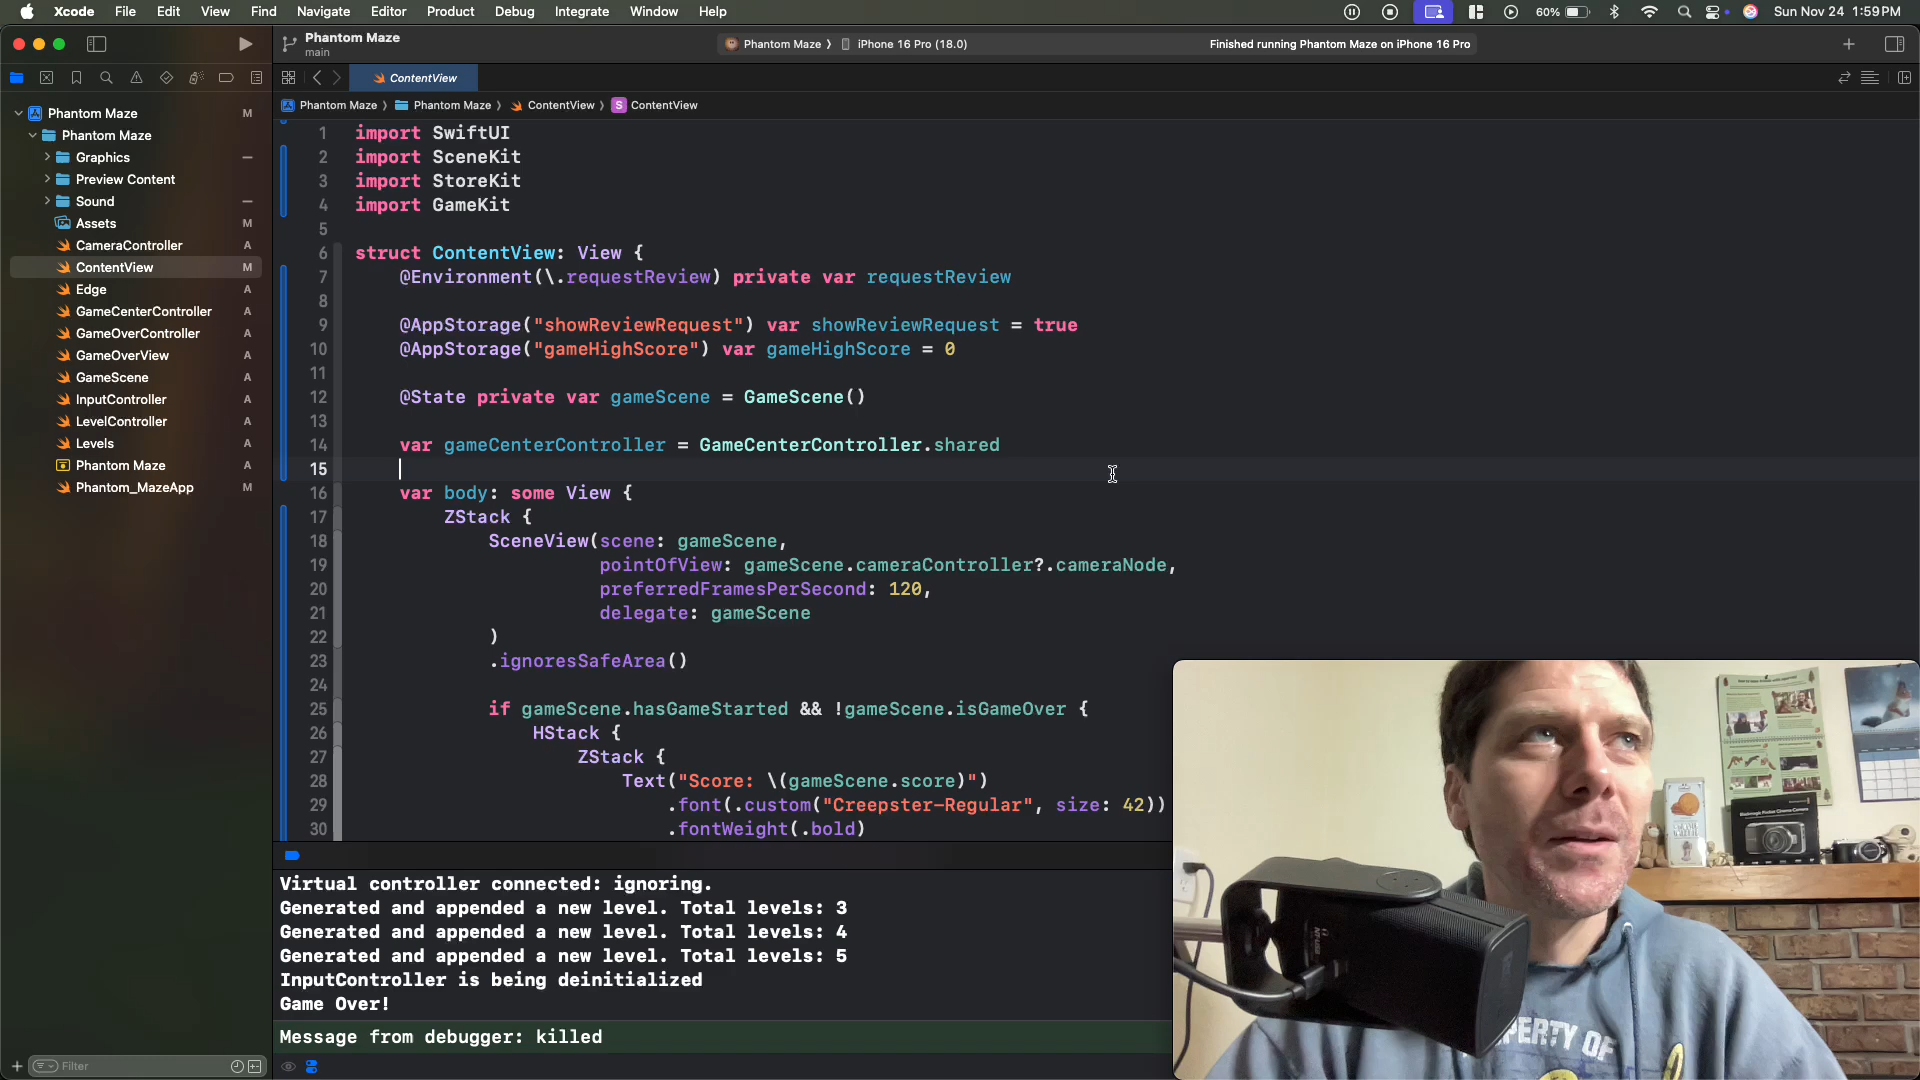 Xcode File Edit View Find Navigate Editor Product Debug Integrate Window Help
60% Sun Nov 24 1:59 PM
Phantom Maze
main
Phantom Maze iPhone 16 Pro (18.0)
Finished running Phantom Maze on iPhone 16 Pro
ContentView
Phantom Maze Phantom Maze ContentView S ContentView
Phantom Maze M
Phantom Maze
Graphics
Preview Content
Sound
Assets M
CameraController A
ContentView M
Edge A
GameCenterController A
GameOverController A
GameOverView A
GameScene A
InputController A
LevelController A
Levels A
Phantom Maze A
Phantom_MazeApp M
Filter
1 import SwiftUI
2 import SceneKit
3 import StoreKit
4 import GameKit
5
6 struct ContentView: View {
7 @Environment(\.requestReview) private var requestReview
8
9 @AppStorage("showReviewRequest") var showReviewRequest = true
10 @AppStorage("gameHighScore") var gameHighScore = 0
11
12 @State private var gameScene = GameScene()
13
14 var gameCenterController = GameCenterController.shared
15
16 var body: some View {
17 ZStack {
18 SceneView(scene: gameScene,
19 pointOfView: gameScene.cameraController?.cameraNode,
20 preferredFramesPerSecond: 120,
21 delegate: gameScene
22 )
23 .ignoresSafeArea()
24
25 if gameScene.hasGameStarted && !gameScene.isGameOver {
26 HStack {
27 ZStack {
28 Text("Score: \(gameScene.score)")
29 .font(.custom("Creepster-Regular", size: 42))
30 .fontWeight(.bold)
Virtual controller connected: ignoring.
Generated and appended a new level. Total levels: 3
Generated and appended a new level. Total levels: 4
Generated and appended a new level. Total levels: 5
InputController is being deinitialized
Game Over!
Message from debugger: killed
PROPERTY OF